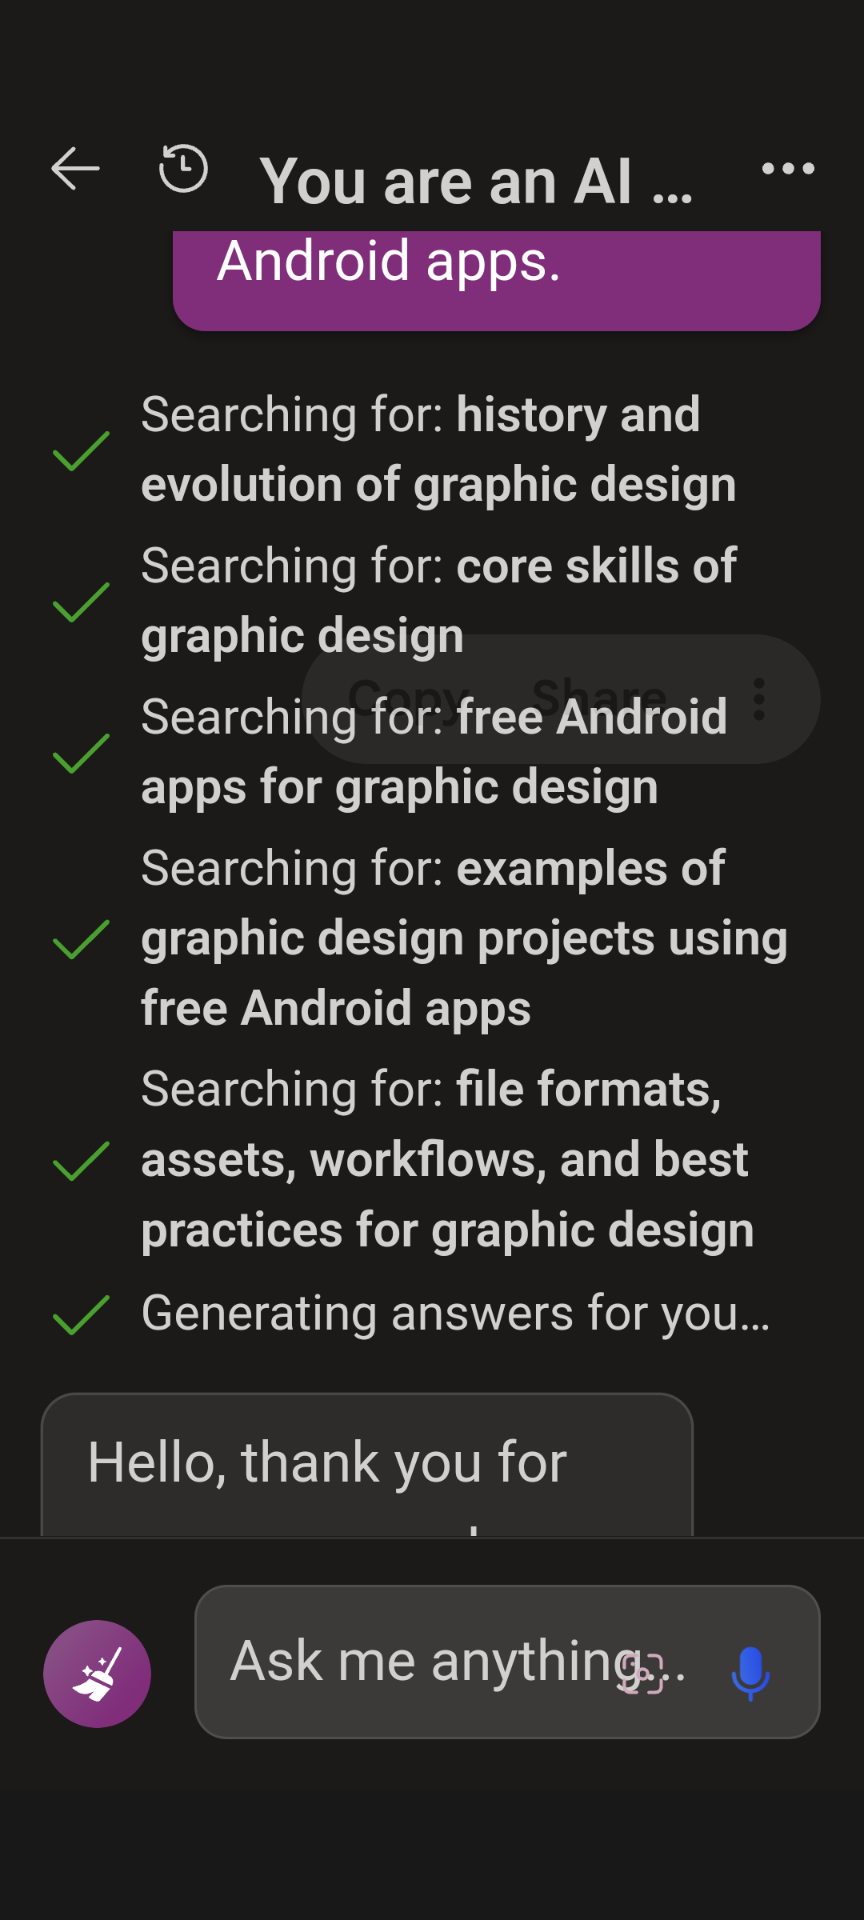 You are an AI ...
Android apps.
Searching for: history and
evolution of graphic design
Searching for: core skills of
graphic design
Copy Share
Searching for: free Android
apps for graphic design
Searching for: examples of
graphic design projects using
free Android apps
Searching for: file formats,
assets, workflows, and best
practices for graphic design
Generating answers for you...
Hello, thank you for
Ask me anything...